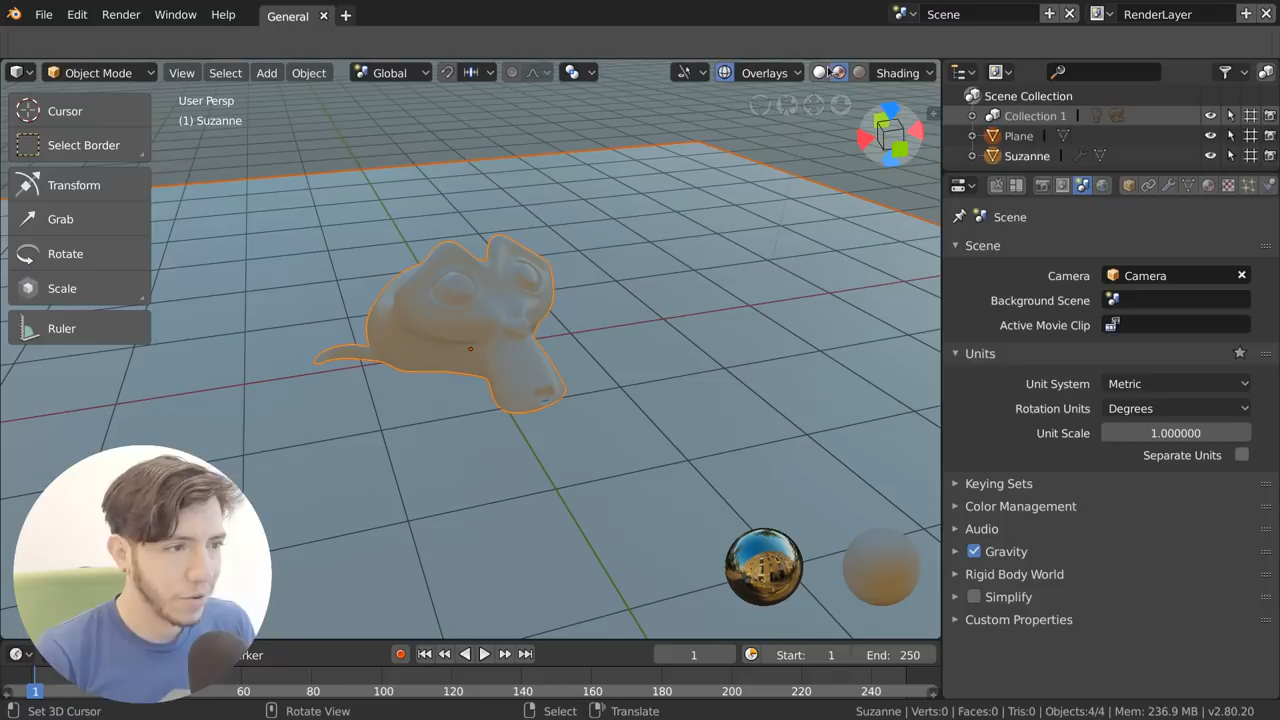 File Edit Render Window Help General Scene RenderLayer
Object Mode View Select Add Object Global Overlays Shading
Cursor
Select Border
Transform
Grab
Rotate
Scale
Ruler
User Persp
(1) Suzanne
Scene Collection
Collection 1
Plane
Suzanne
Scene
Scene
Camera Camera
Background Scene
Active Movie Clip
Units
Unit System Metric
Rotation Units Degrees
Unit Scale 1.000000
Separate Units
Keying Sets
Color Management
Audio
Gravity
Rigid Body World
Simplify
Custom Properties
1 Start: 1 End: 250
1 60 80 100 120 140 160 180 200 220 240
Set 3D Cursor Rotate View Select Translate Suzanne | Verts:0 | Faces:0 | Tris:0 | Objects:4/4 | Mem: 236.9 MB | v2.80.20